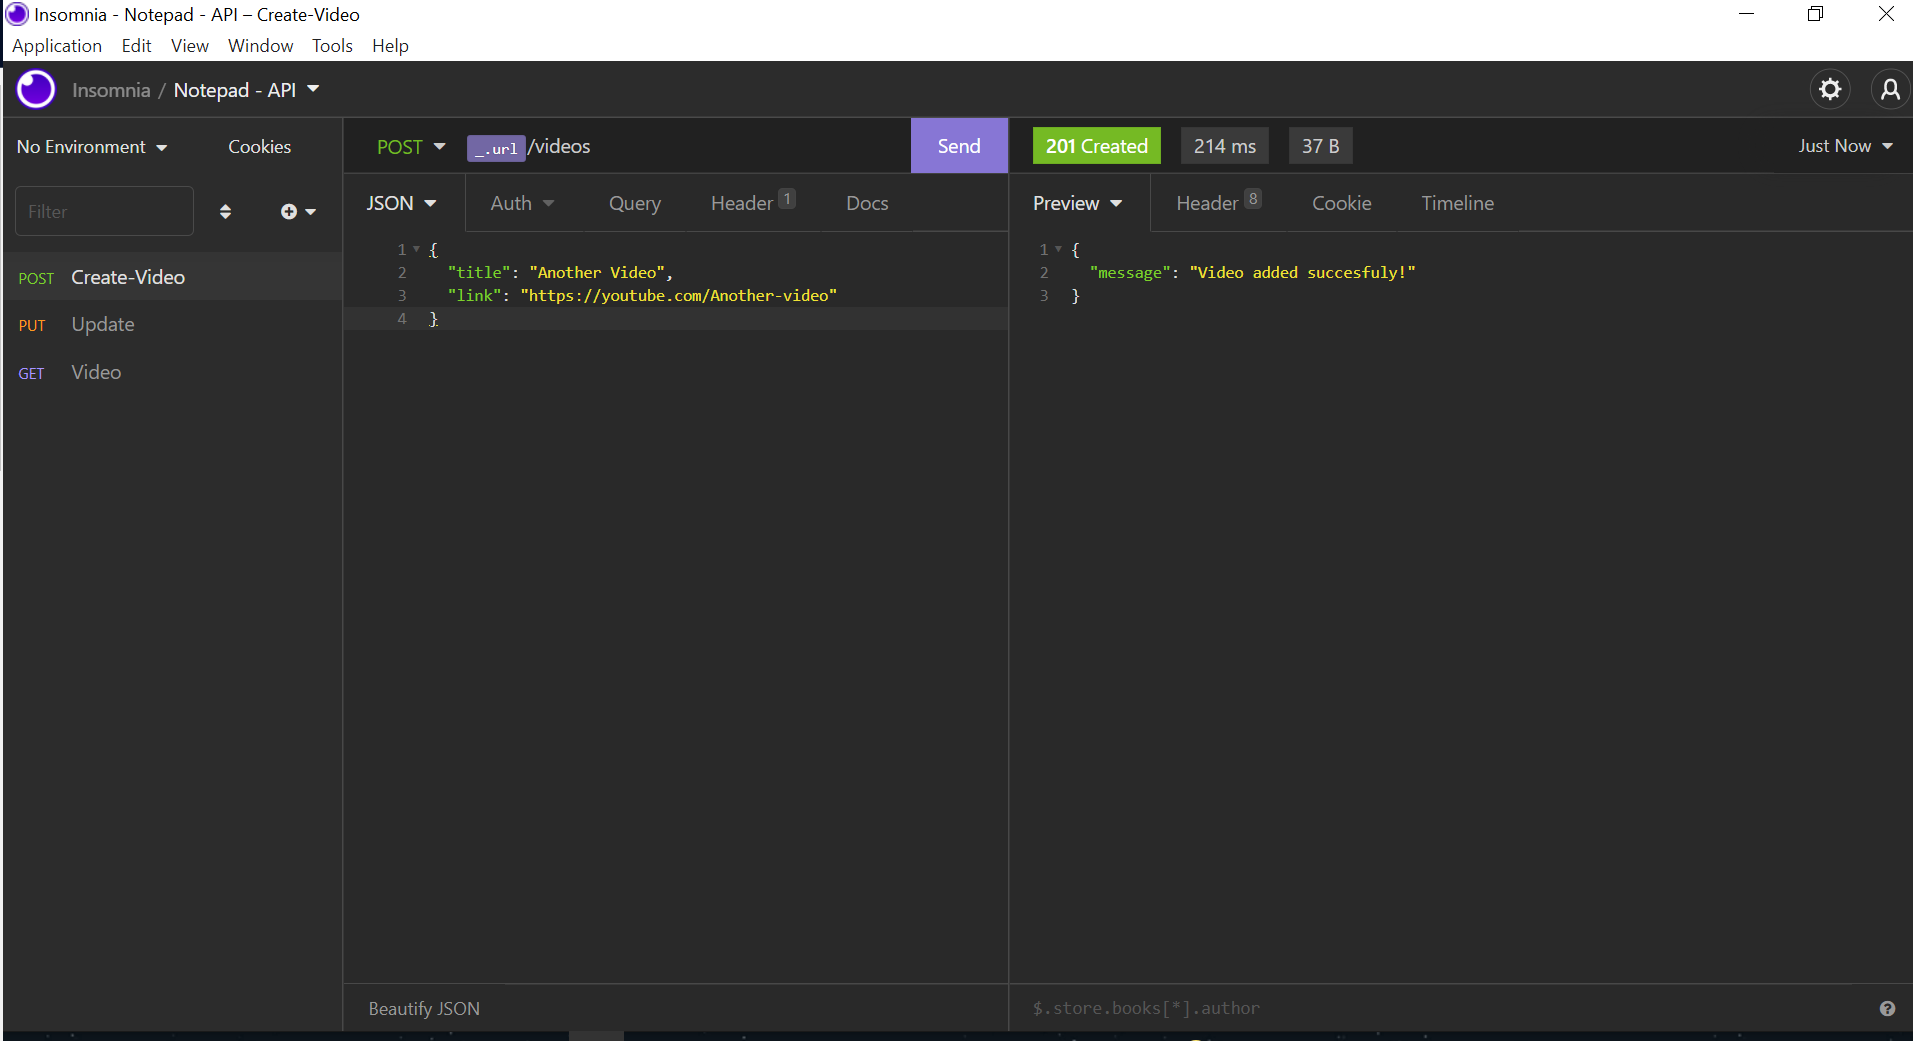 Insomnia - Notepad - API – Create-Video
Application Edit View Window Tools Help
Insomnia / Notepad - API
No Environment Cookies
Filter
POST Create-Video
PUT Update
GET Video
POST _.url /videos Send
JSON Auth Query Header 1 Docs
1 {
2 "title": "Another Video",
3 "link": "https://youtube.com/Another-video"
4 }
Beautify JSON
201 Created 214 ms 37 B Just Now
Preview Header 8 Cookie Timeline
1 {
2 "message": "Video added succesfuly!"
3 }
$.store.books[*].author